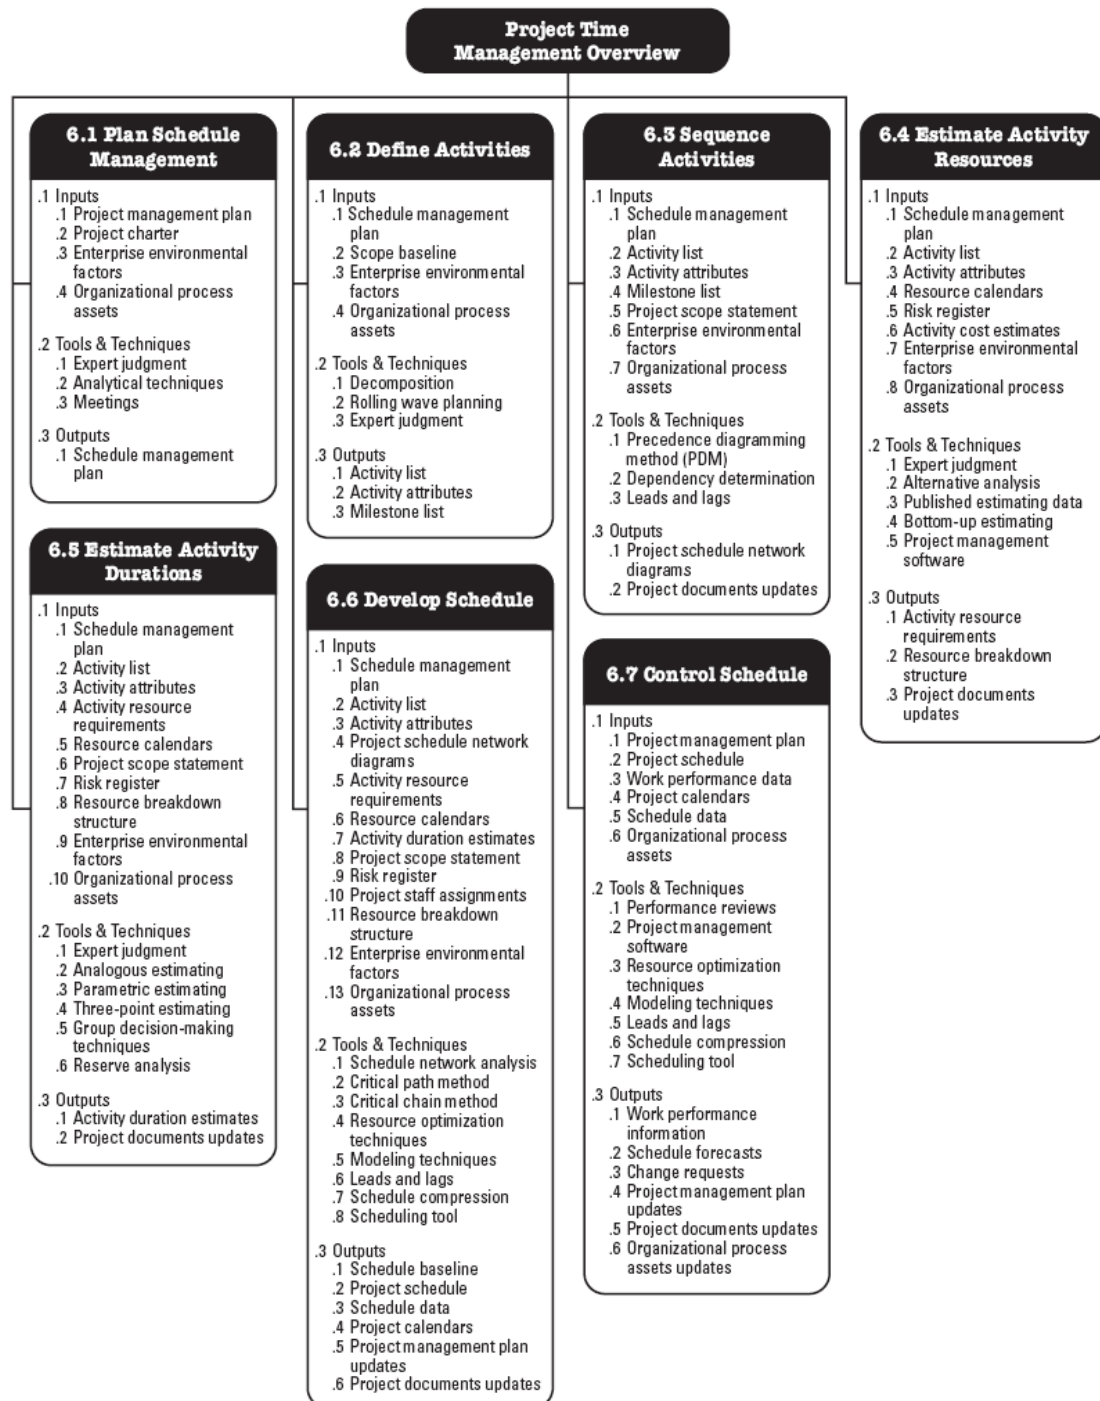 Project Time
Management Overview
6.1 Plan Schedule
Management
.1 Inputs
.1 Project management plan
.2 Project charter
.3 Enterprise environmental
factors
.4 Organizational process
assets
.2 Tools & Techniques
.1 Expert judgment
.2 Analytical techniques
.3 Meetings
.3 Outputs
.1 Schedule management
plan
6.2 Define Activities
.1 Inputs
.1 Schedule management
plan
.2 Scope baseline
.3 Enterprise environmental
factors
.4 Organizational process
assets
.2 Tools & Techniques
.1 Decomposition
.2 Rolling wave planning
.3 Expert judgment
.3 Outputs
.1 Activity list
.2 Activity attributes
.3 Milestone list
6.3 Sequence
Activities
.1 Inputs
.1 Schedule management
plan
.2 Activity list
.3 Activity attributes
.4 Milestone list
.5 Project scope statement
.6 Enterprise environmental
factors
.7 Organizational process
assets
.2 Tools & Techniques
.1 Precedence diagramming
method (PDM)
.2 Dependency determination
.3 Leads and lags
.3 Outputs
.1 Project schedule network
diagrams
.2 Project documents updates
6.4 Estimate Activity
Resources
.1 Inputs
.1 Schedule management
plan
.2 Activity list
.3 Activity attributes
.4 Resource calendars
.5 Risk register
.6 Activity cost estimates
.7 Enterprise environmental
factors
.8 Organizational process
assets
.2 Tools & Techniques
.1 Expert judgment
.2 Alternative analysis
.3 Published estimating data
.4 Bottom-up estimating
.5 Project management
software
.3 Outputs
.1 Activity resource
requirements
.2 Resource breakdown
structure
.3 Project documents
updates
6.5 Estimate Activity
Durations
.1 Inputs
.1 Schedule management
plan
.2 Activity list
.3 Activity attributes
.4 Activity resource
requirements
.5 Resource calendars
.6 Project scope statement
.7 Risk register
.8 Resource breakdown
structure
.9 Enterprise environmental
factors
.10 Organizational process
assets
.2 Tools & Techniques
.1 Expert judgment
.2 Analogous estimating
.3 Parametric estimating
.4 Three-point estimating
.5 Group decision-making
techniques
.6 Reserve analysis
.3 Outputs
.1 Activity duration estimates
.2 Project documents updates
6.6 Develop Schedule
.1 Inputs
.1 Schedule management
plan
.2 Activity list
.3 Activity attributes
.4 Project schedule network
diagrams
.5 Activity resource
requirements
.6 Resource calendars
.7 Activity duration estimates
.8 Project scope statement
.9 Risk register
.10 Project staff assignments
.11 Resource breakdown
structure
.12 Enterprise environmental
factors
.13 Organizational process
assets
.2 Tools & Techniques
.1 Schedule network analysis
.2 Critical path method
.3 Critical chain method
.4 Resource optimization
techniques
.5 Modeling techniques
.6 Leads and lags
.7 Schedule compression
.8 Scheduling tool
.3 Outputs
.1 Schedule baseline
.2 Project schedule
.3 Schedule data
.4 Project calendars
.5 Project management plan
updates
.6 Project documents updates
6.7 Control Schedule
.1 Inputs
.1 Project management plan
.2 Project schedule
.3 Work performance data
.4 Project calendars
.5 Schedule data
.6 Organizational process
assets
.2 Tools & Techniques
.1 Performance reviews
.2 Project management
software
.3 Resource optimization
techniques
.4 Modeling techniques
.5 Leads and lags
.6 Schedule compression
.7 Scheduling tool
.3 Outputs
.1 Work performance
information
.2 Schedule forecasts
.3 Change requests
.4 Project management plan
updates
.5 Project documents updates
.6 Organizational process
assets updates